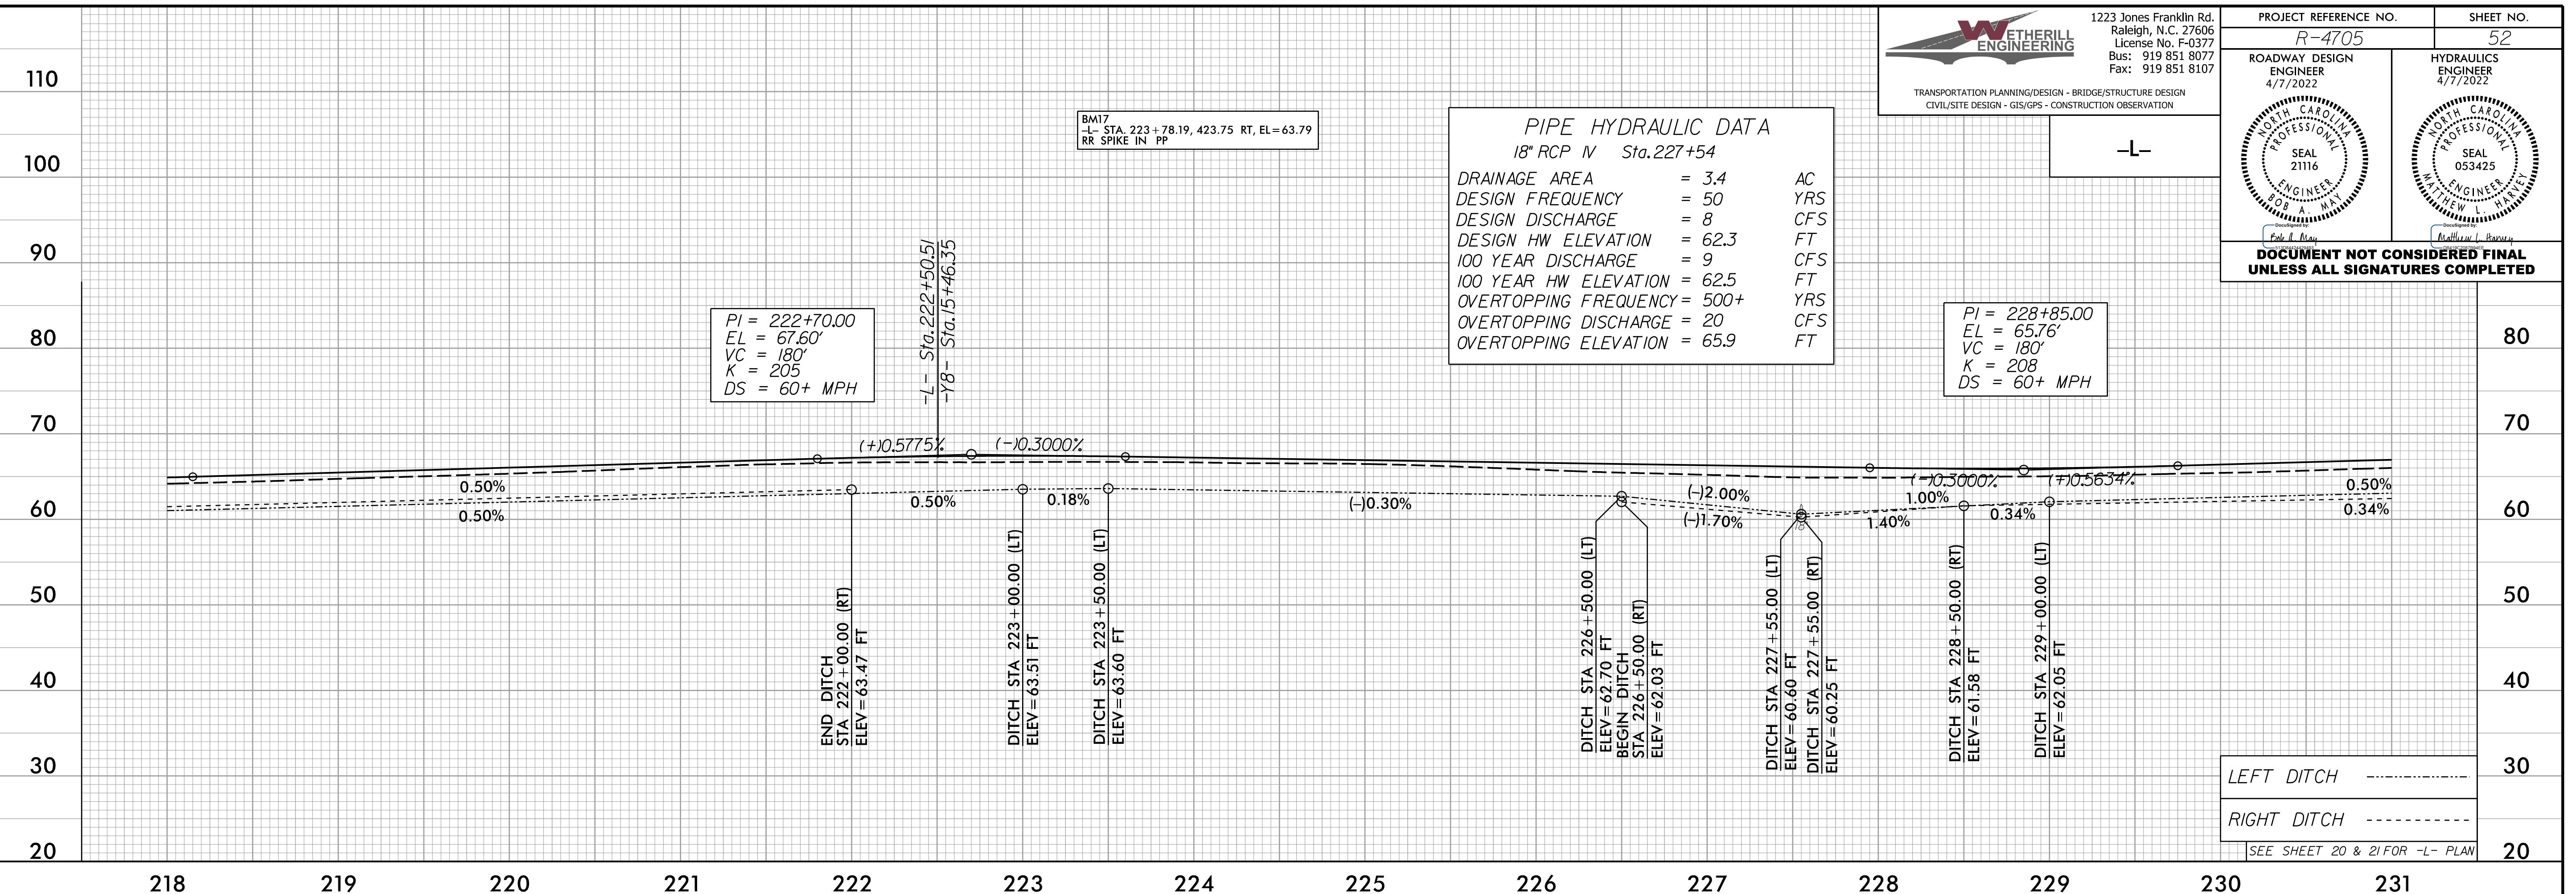 WETHERILL
ENGINEERING
1223 Jones Franklin Rd.
Raleigh, N.C. 27606
License No. F-0377
Bus: 919 851 8077
Fax: 919 851 8107
TRANSPORTATION PLANNING/DESIGN - BRIDGE/STRUCTURE DESIGN
CIVIL/SITE DESIGN - GIS/GPS - CONSTRUCTION OBSERVATION
PROJECT REFERENCE NO.
SHEET NO.
R-4705
52
ROADWAY DESIGN
ENGINEER
4/7/2022
HYDRAULICS
ENGINEER
4/7/2022
NORTH CAROLINA
PROFESSIONAL
SEAL
21116
ENGINEER
BOB A. MAY
NORTH CAROLINA
PROFESSIONAL
SEAL
053425
ENGINEER
MATTHEW L. HARVEY
DocuSigned by:
Bob A. May
DocuSigned by:
Matthew L. Harvey
DOCUMENT NOT CONSIDERED FINAL
UNLESS ALL SIGNATURES COMPLETED
-L-
BM17
-L- STA. 223+78.19, 423.75 RT, EL=63.79
RR SPIKE IN PP
PIPE HYDRAULIC DATA
18" RCP IV Sta.227+54
DRAINAGE AREA = 3.4 AC
DESIGN FREQUENCY = 50 YRS
DESIGN DISCHARGE = 8 CFS
DESIGN HW ELEVATION = 62.3 FT
100 YEAR DISCHARGE = 9 CFS
100 YEAR HW ELEVATION = 62.5 FT
OVERTOPPING FREQUENCY = 500+ YRS
OVERTOPPING DISCHARGE = 20 CFS
OVERTOPPING ELEVATION = 65.9 FT
-L- Sta.222+50.51
-Y8- Sta.15+46.35
PI = 222+70.00
EL = 67.60'
VC = 180'
K = 205
DS = 60+ MPH
PI = 228+85.00
EL = 65.76'
VC = 180'
K = 208
DS = 60+ MPH
110
100
90
80
70
60
50
40
30
20
80
70
60
50
40
30
20
(+)0.5775%
(-)0.3000%
(-)0.3000%
(+)0.5634%
0.50%
0.50%
0.50%
0.18%
(-)0.30%
(-)2.00%
(-)1.70%
18"
1.00%
1.40%
0.34%
0.50%
0.34%
END DITCH
STA 222+00.00 (RT)
ELEV=63.47 FT
DITCH STA 223+00.00 (LT)
ELEV=63.51 FT
DITCH STA 223+50.00 (LT)
ELEV=63.60 FT
DITCH STA 226+50.00 (LT)
ELEV=62.70 FT
BEGIN DITCH
STA 226+50.00 (RT)
ELEV=62.03 FT
DITCH STA 227+55.00 (LT)
ELEV=60.60 FT
DITCH STA 227+55.00 (RT)
ELEV=60.25 FT
DITCH STA 228+50.00 (RT)
ELEV=61.58 FT
DITCH STA 229+00.00 (LT)
ELEV=62.05 FT
LEFT DITCH
RIGHT DITCH
SEE SHEET 20 & 21 FOR -L- PLAN
218 219 220 221 222 223 224 225 226 227 228 229 230 231